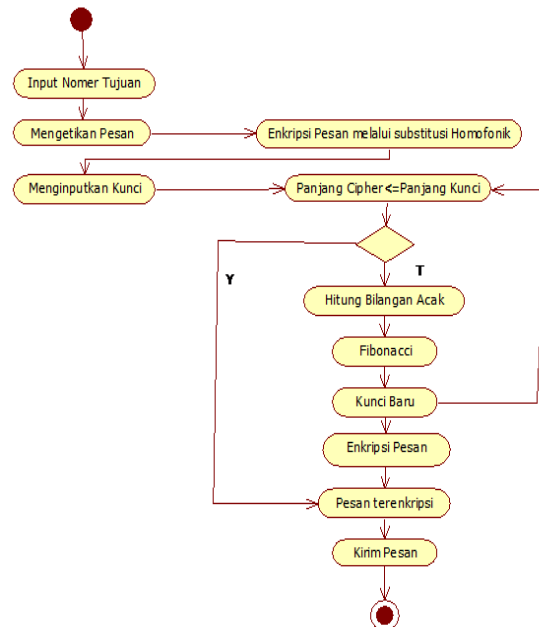 Input Nomer Tujuan
Mengetikan Pesan
Enkripsi Pesan melalui substitusi Homofonik
Menginputkan Kunci
Panjang Cipher <=Panjang Kunci
Y
T
Hitung Bilangan Acak
Fibonacci
Kunci Baru
Enkripsi Pesan
Pesan terenkripsi
Kirim Pesan